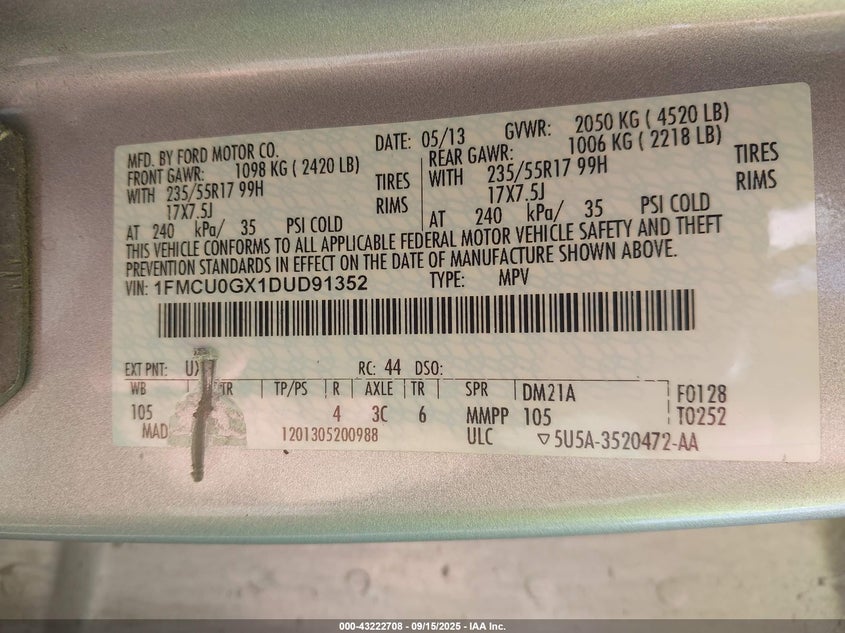 MFD. BY FORD MOTOR CO.
DATE: 05/13 GVWR: 2050 KG ( 4520 LB)
FRONT GAWR: 1098 KG ( 2420 LB)
REAR GAWR: 1006 KG ( 2218 LB)
WITH 235/55R17 99H TIRES
WITH 235/55R17 99H TIRES
17X7.5J RIMS
17X7.5J RIMS
AT 240 kPa/ 35 PSI COLD
AT 240 kPa/ 35 PSI COLD
THIS VEHICLE CONFORMS TO ALL APPLICABLE FEDERAL MOTOR VEHICLE SAFETY AND THEFT
PREVENTION STANDARDS IN EFFECT ON THE DATE OF MANUFACTURE SHOWN ABOVE.
VIN: 1FMCU0GX1DUD91352 TYPE: MPV
EXT PNT: UX RC: 44 DSO:
WB TR TP/PS R AXLE TR SPR DM21A F0128
105 4 3C 6 MMPP 105 T0252
MAD 1201305200988 ULC 5U5A-3520472-AA
000-43222708 - 09/15/2025 - IAA Inc.